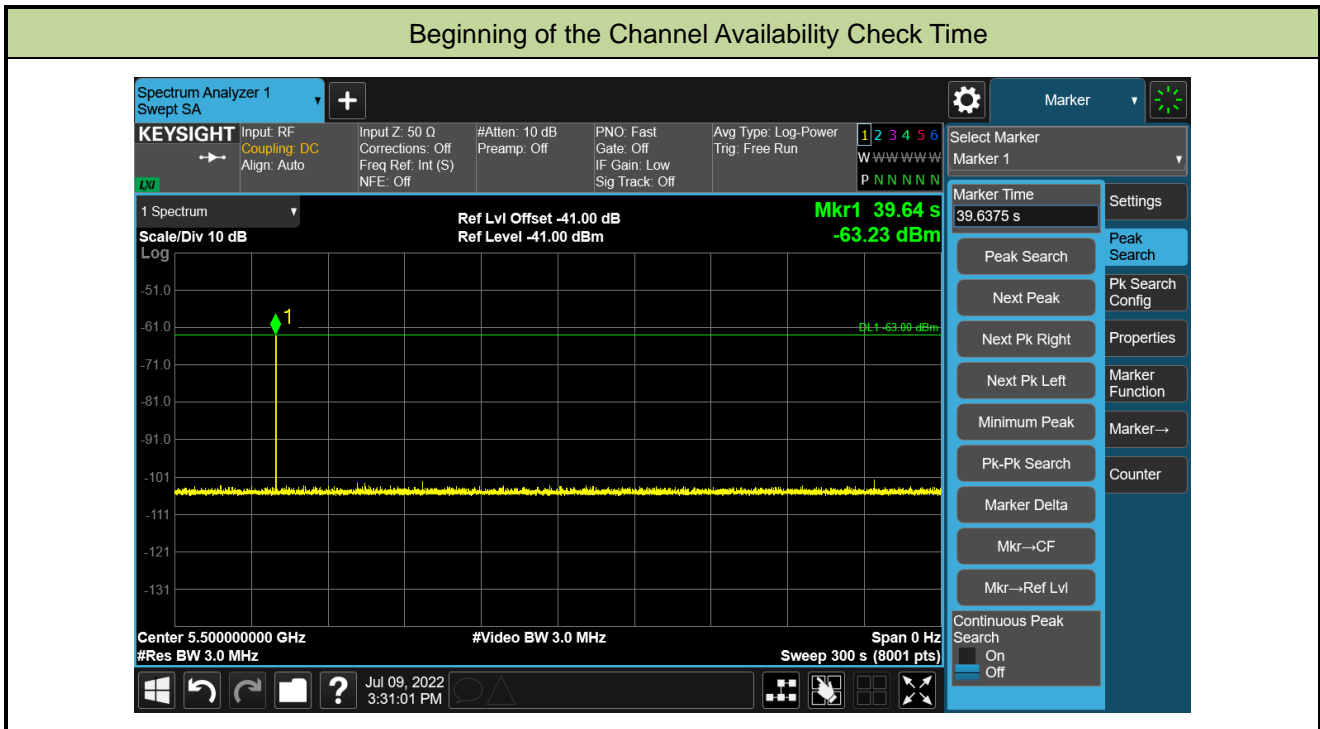 Beginning of the Channel Availability Check Time
Spectrum Analyzer 1
Swept SA
Marker
KEYSIGHT
LXI
Input: RF
Coupling: DC
Align: Auto
Input Z: 50 Ω
Corrections: Off
Freq Ref: Int (S)
NFE: Off
#Atten: 10 dB
Preamp: Off
PNO: Fast
Gate: Off
IF Gain: Low
Sig Track: Off
Avg Type: Log-Power
Trig: Free Run
1 2 3 4 5 6
W W W W W W
P N N N N N
Select Marker
Marker 1
1 Spectrum
Scale/Div 10 dB
Ref Lvl Offset -41.00 dB
Ref Level -41.00 dBm
Mkr1 39.64 s
-63.23 dBm
Log
-51.0
-61.0
-71.0
-81.0
-91.0
-101
-111
-121
-131
1
DL1 -63.00 dBm
Center 5.500000000 GHz
#Res BW 3.0 MHz
#Video BW 3.0 MHz
Span 0 Hz
Sweep 300 s (8001 pts)
Marker Time
39.6375 s
Peak Search
Next Peak
Next Pk Right
Next Pk Left
Minimum Peak
Pk-Pk Search
Marker Delta
Mkr→CF
Mkr→Ref Lvl
Continuous Peak
Search
On
Off
Settings
Peak
Search
Pk Search
Config
Properties
Marker
Function
Marker→
Counter
?
Jul 09, 2022
3:31:01 PM